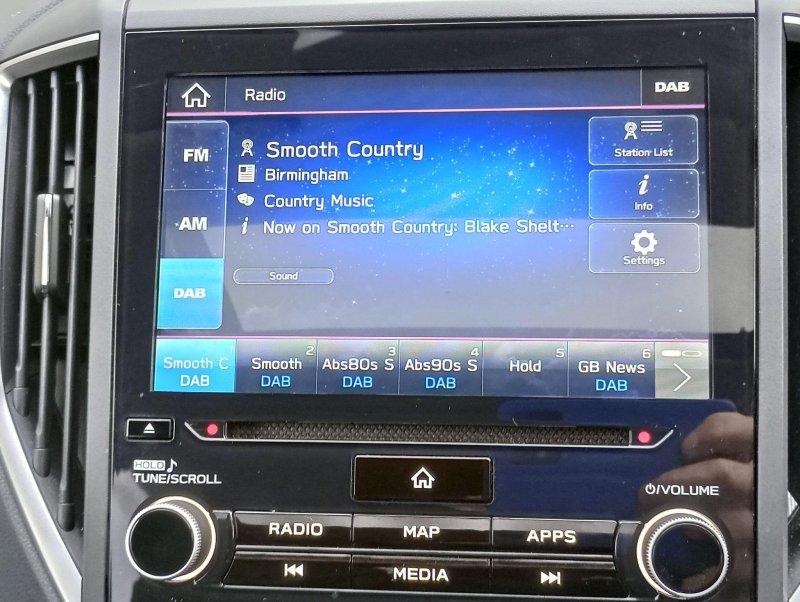 Radio
DAB
FM
AM
DAB
Smooth Country
Birmingham
Country Music
i Now on Smooth Country: Blake Shelt...
Sound
Station List
i
Info
Settings
Smooth C
DAB
2
Smooth
DAB
3
Abs80s S
DAB
4
Abs90s S
DAB
5
Hold
6
GB News
DAB
HOLD
TUNE/SCROLL
/VOLUME
RADIO
MAP
APPS
MEDIA